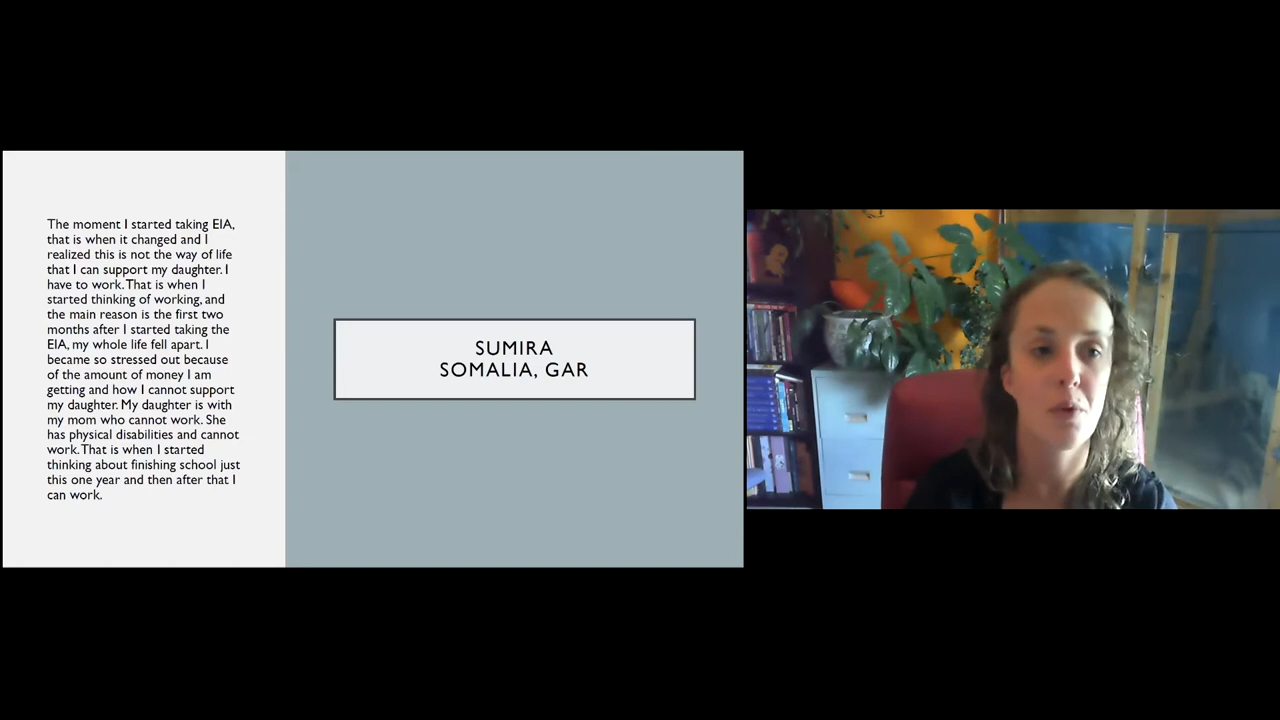 The moment I started taking EIA,
that is when it changed and I
realized this is not the way of life
that I can support my daughter. I
have to work. That is when I
started thinking of working, and
the main reason is the first two
months after I started taking the
EIA, my whole life fell apart. I
became so stressed out because
of the amount of money I am
getting and how I cannot support
my daughter. My daughter is with
my mom who cannot work. She
has physical disabilities and cannot
work. That is when I started
thinking about finishing school just
this one year and then after that I
can work.
SUMIRA
SOMALIA, GAR